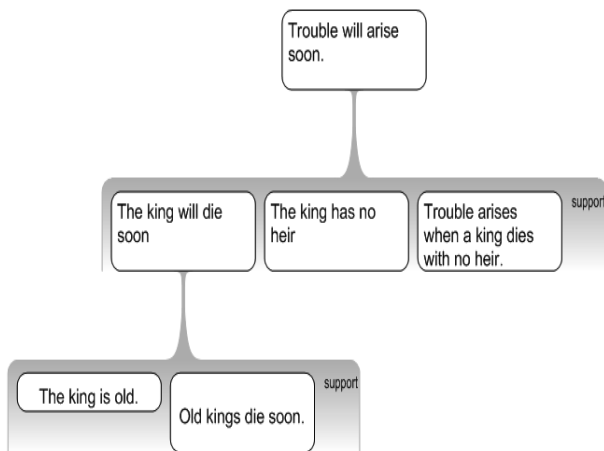 Trouble will arise
soon.
The king will die
soon
The king has no
heir
Trouble arises
when a king dies
with no heir.
support
The king is old.
Old kings die soon.
support